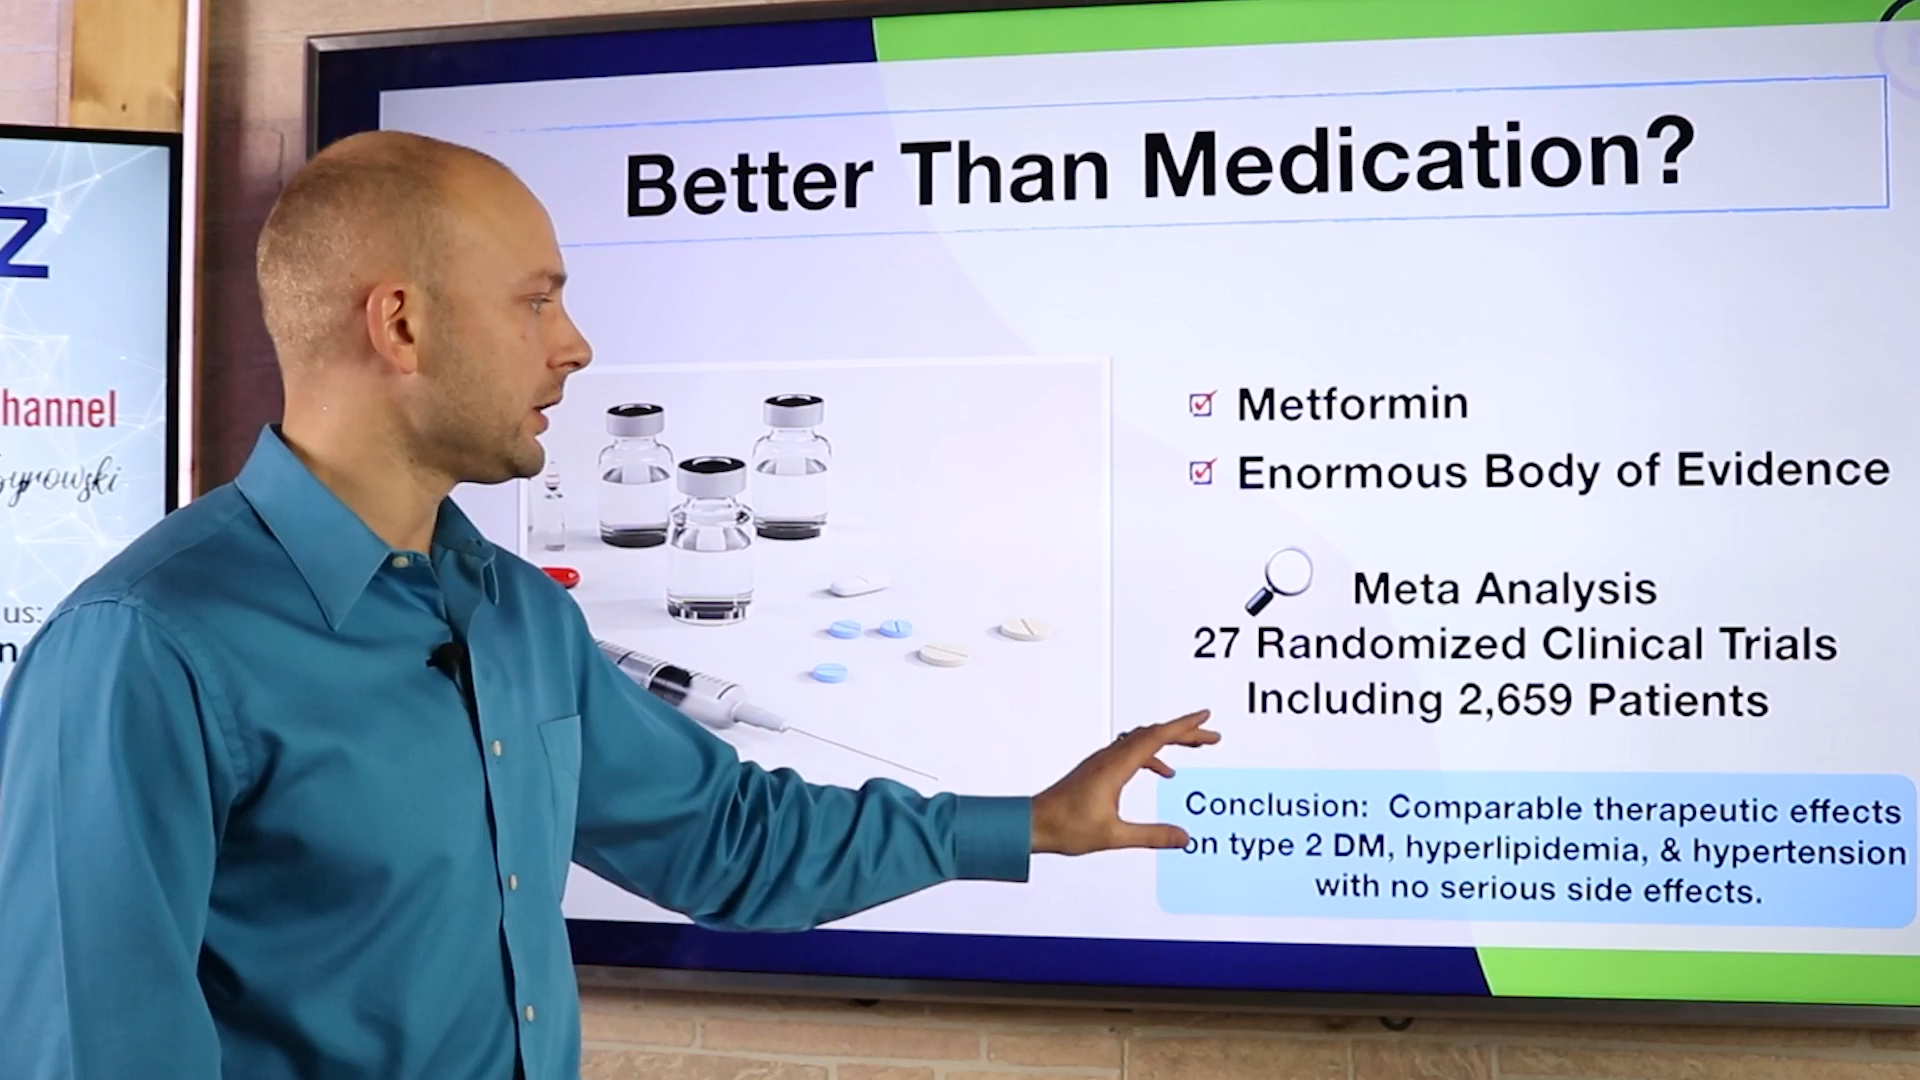 Better Than Medication?
Metformin
Enormous Body of Evidence
Meta Analysis
27 Randomized Clinical Trials
Including 2,659 Patients
Conclusion: Comparable therapeutic effects
on type 2 DM, hyperlipidemia, & hypertension
with no serious side effects.
Z
hannel
us:
n